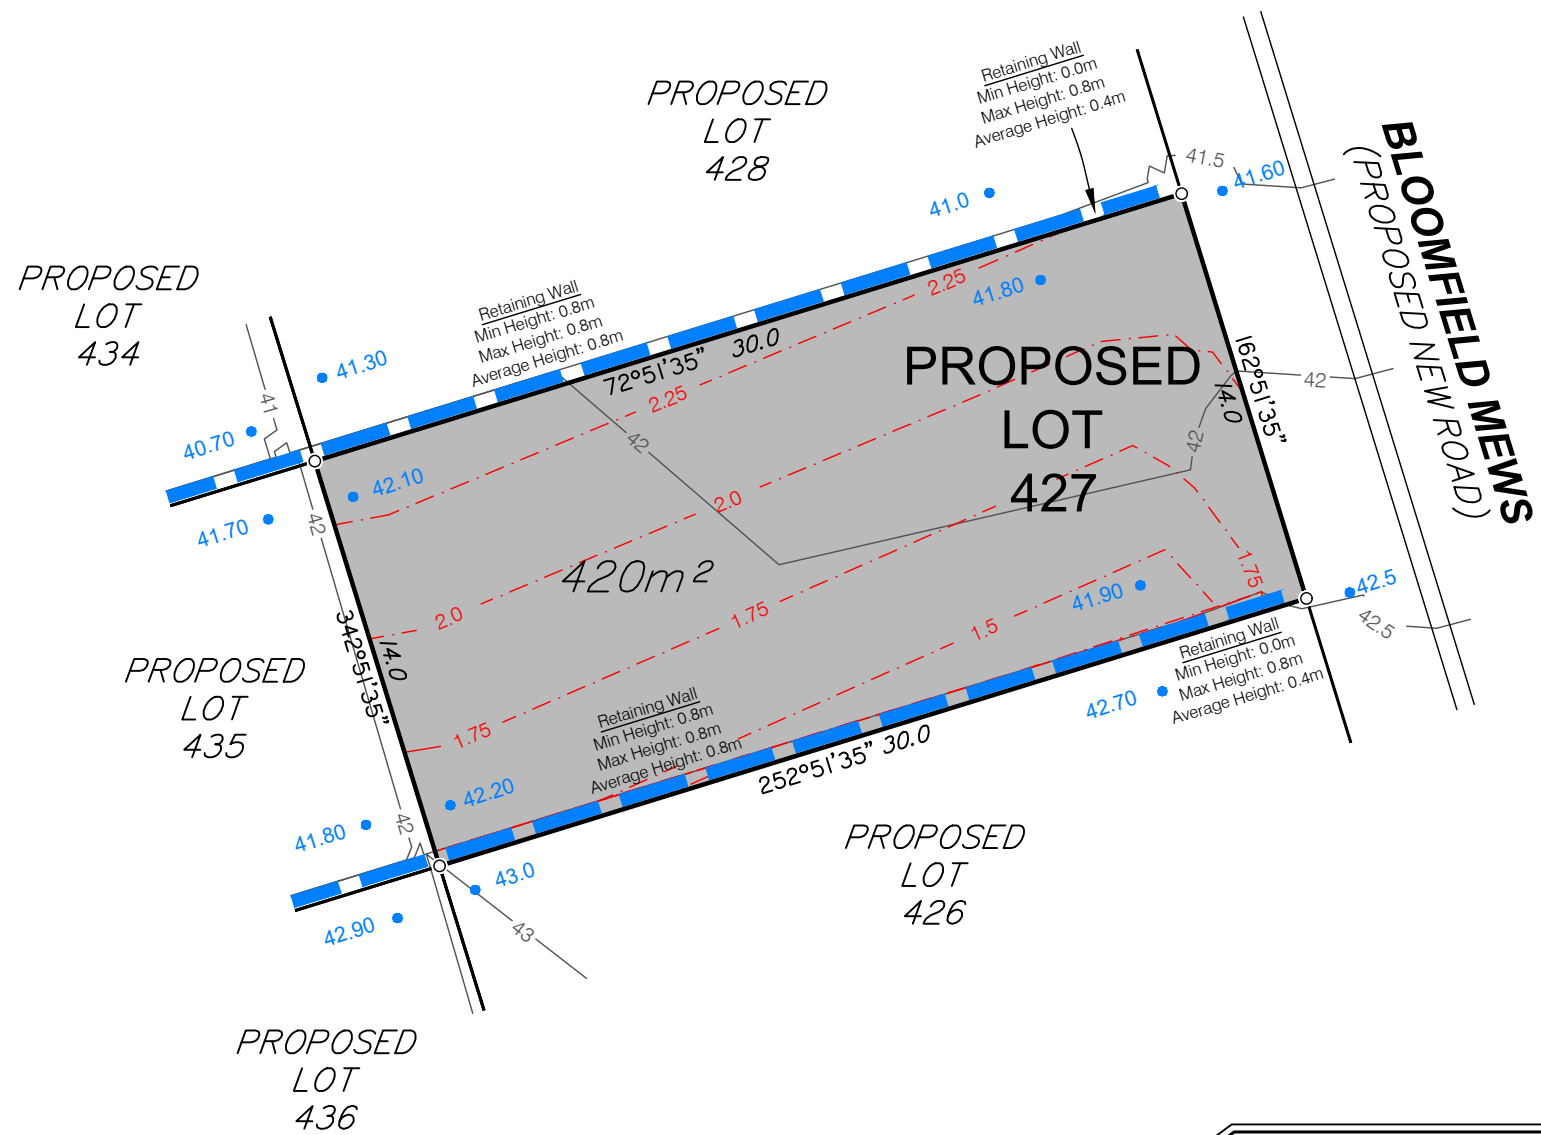 PROPOSED
LOT
428
Retaining Wall
Min Height: 0.0m
Max Height: 0.8m
Average Height: 0.4m
41.5
41.60
41.0
BLOOMFIELD MEWS
(PROPOSED NEW ROAD)
PROPOSED
LOT
434
Retaining Wall
Min Height: 0.8m
Max Height: 0.8m
Average Height: 0.8m
2.25
41.80
41.30
72°51'35" 30.0
41
40.70
2.25
PROPOSED
LOT
427
162°51'35"
14.0
42
42
42
42.10
41.70
42
2.0
420m²
2.0
1.75
1.75
41.90
42.5
42.5
1.5
342°51'35"
14.0
PROPOSED
LOT
435
1.75
Retaining Wall
Min Height: 0.8m
Max Height: 0.8m
Average Height: 0.8m
Retaining Wall
Min Height: 0.0m
Max Height: 0.8m
Average Height: 0.4m
42.70
252°51'35" 30.0
42.20
41.80
42
43.0
42.90
43
PROPOSED
LOT
426
PROPOSED
LOT
436